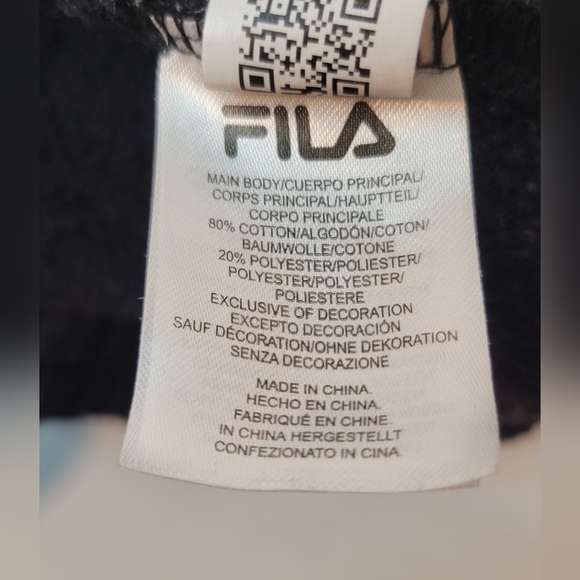 FILA
MAIN BODY/CUERPO PRINCIPAL/
CORPS PRINCIPAL/HAUPTTEIL/
CORPO PRINCIPALE
80% COTTON/ALGODÓN/COTON/
BAUMWOLLE/COTONE
20% POLYESTER/POLIESTER/
POLYESTER/POLYESTER/
POLIESTERE
EXCLUSIVE OF DECORATION
EXCEPTO DECORACIÓN
SAUF DÉCORATION/OHNE DEKORATION
SENZA DECORAZIONE
MADE IN CHINA.
HECHO EN CHINA.
FABRIQUÉ EN CHINE.
IN CHINA HERGESTELLT
CONFEZIONATO IN CINA.